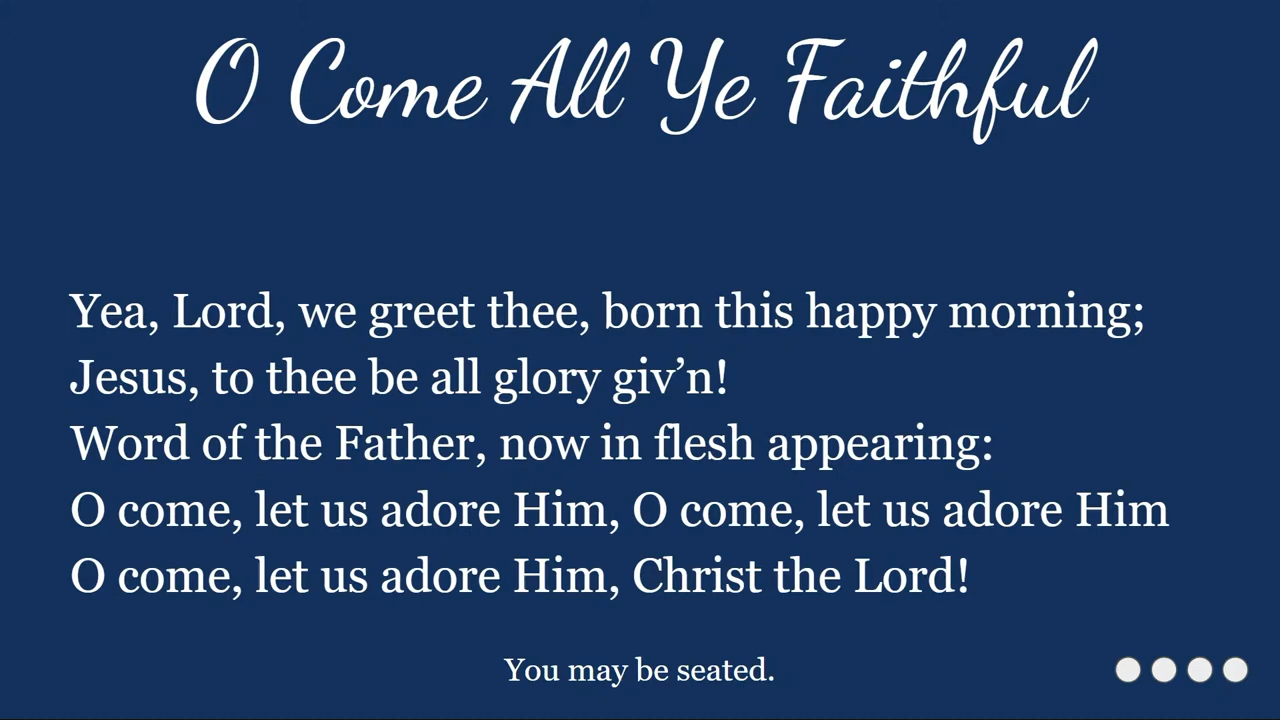 O Come All Ye Faithful
Yea, Lord, we greet thee, born this happy morning;
Jesus, to thee be all glory giv’n!
Word of the Father, now in flesh appearing:
O come, let us adore Him, O come, let us adore Him
O come, let us adore Him, Christ the Lord!
You may be seated.